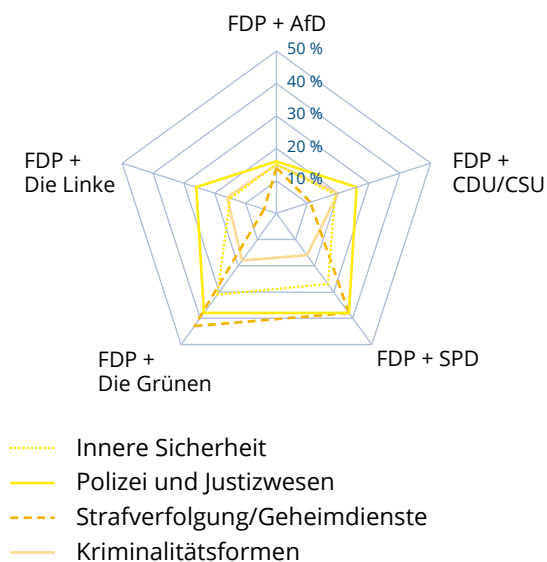 FDP + AfD
50 %
40 %
30 %
20 %
10 %
FDP +
CDU/CSU
FDP +
Die Linke
FDP + SPD
FDP +
Die Grünen
Innere Sicherheit
Polizei und Justizwesen
Strafverfolgung/Geheimdienste
Kriminalitätsformen